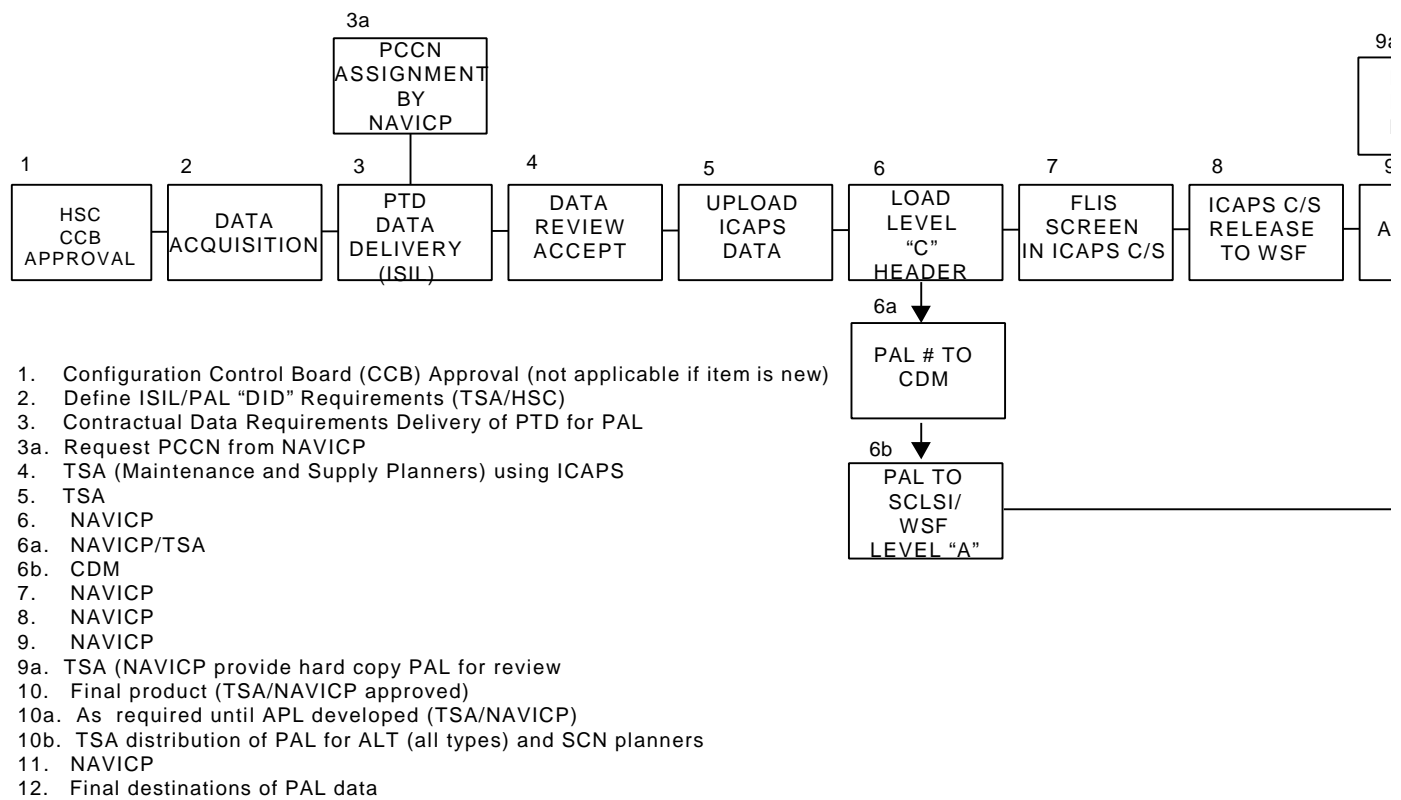 3a
PCCN
ASSIGNMENT
BY
NAVICP
1
HSC
CCB
APPROVAL
2
DATA
ACQUISITION
3
PTD
DATA
DELIVERY
(ISIL)
4
DATA
REVIEW
ACCEPT
5
UPLOAD
ICAPS
DATA
6
LOAD
LEVEL
“C”
HEADER
7
FLIS
SCREEN
IN ICAPS C/S
8
ICAPS C/S
RELEASE
TO WSF
6a
PAL # TO
CDM
6b
PAL TO
SCLSI/
WSF
LEVEL “A”
1. Configuration Control Board (CCB) Approval (not applicable if item is new)
2. Define ISIL/PAL “DID” Requirements (TSA/HSC)
3. Contractual Data Requirements Delivery of PTD for PAL
3a. Request PCCN from NAVICP
4. TSA (Maintenance and Supply Planners) using ICAPS
5. TSA
6. NAVICP
6a. NAVICP/TSA
6b. CDM
7. NAVICP
8. NAVICP
9. NAVICP
9a. TSA (NAVICP provide hard copy PAL for review
10. Final product (TSA/NAVICP approved)
10a. As required until APL developed (TSA/NAVICP)
10b. TSA distribution of PAL for ALT (all types) and SCN planners
11. NAVICP
12. Final destinations of PAL data